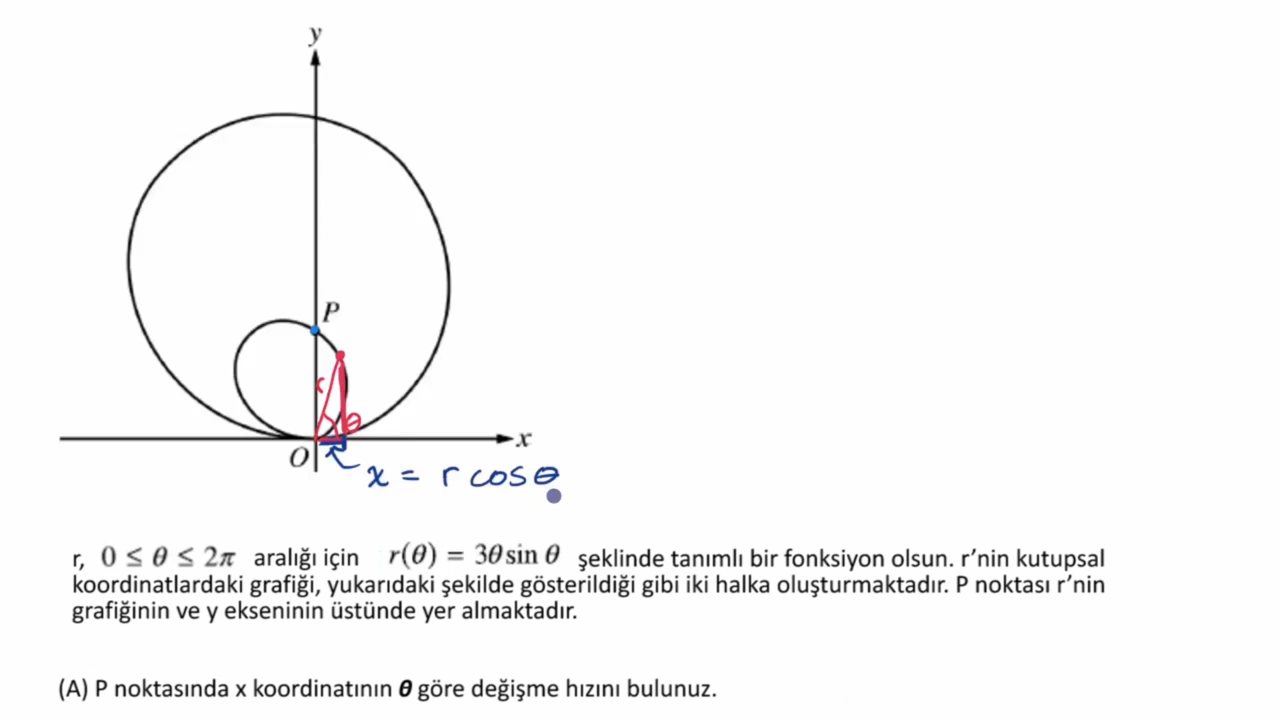 y
P
r
θ
x
O
x = r cos θ
r, 0 ≤ θ ≤ 2π aralığı için r(θ) = 3θ sin θ şeklinde tanımlı bir fonksiyon olsun. r’nin kutupsal
koordinatlardaki grafiği, yukarıdaki şekilde gösterildiği gibi iki halka oluşturmaktadır. P noktası r’nin
grafiğinin ve y ekseninin üstünde yer almaktadır.
(A) P noktasında x koordinatının θ göre değişme hızını bulunuz.